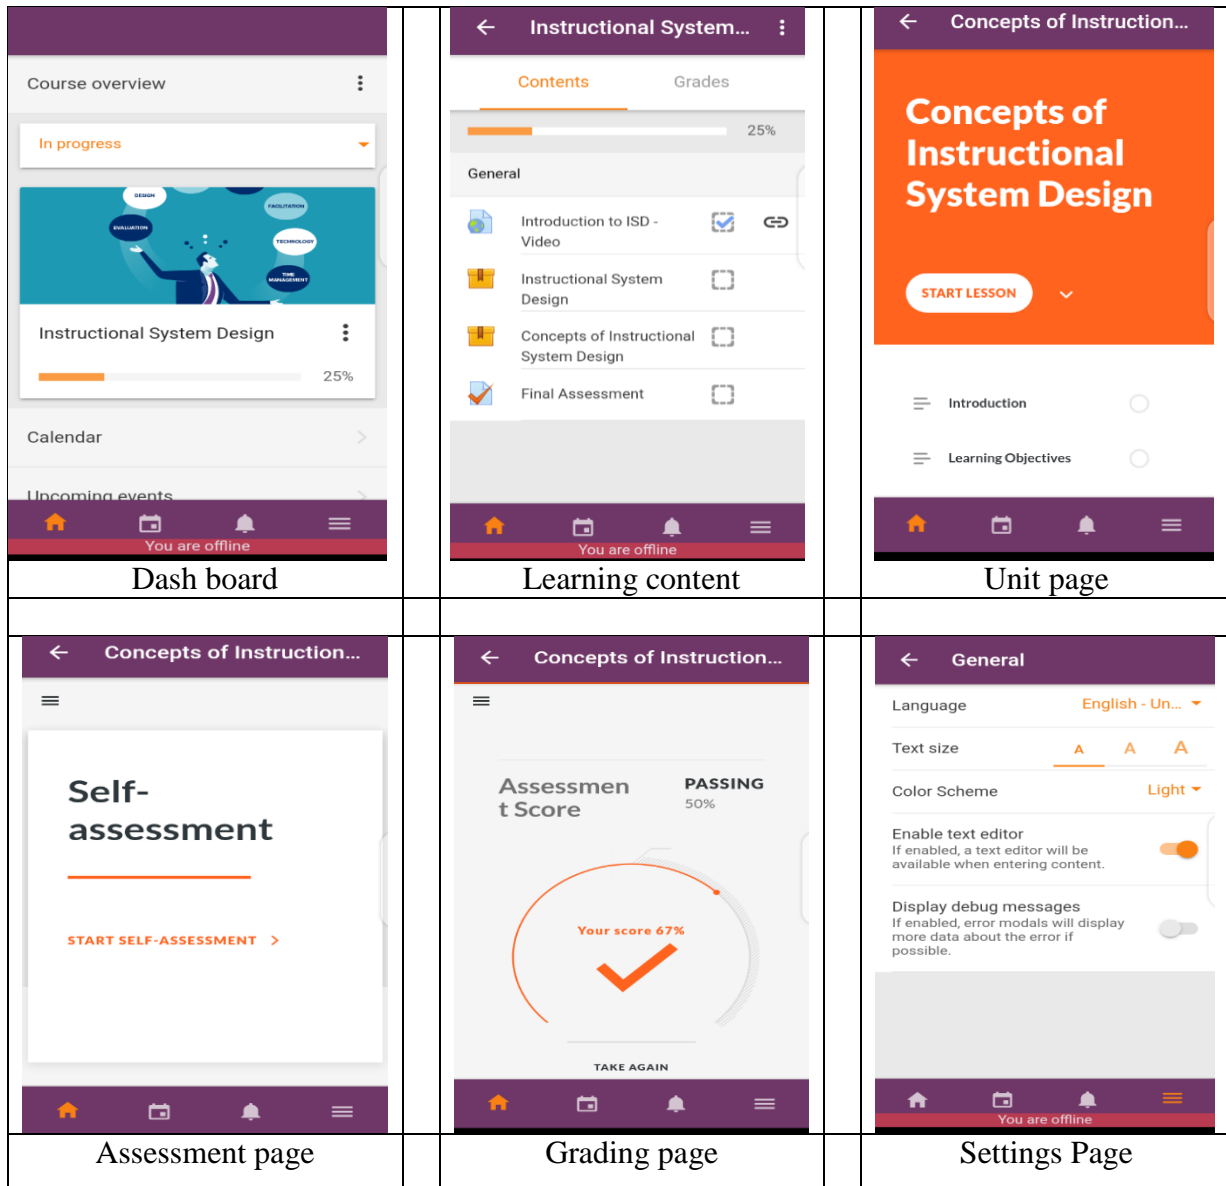 Course overview
In progress
DESIGN
FACILITATION
EVALUATION
TECHNOLOGY
TIME
MANAGEMENT
Instructional System Design
25%
Calendar
Upcoming events
You are offline
Dash board
Instructional System...
Contents Grades
25%
General
Introduction to ISD -
Video
Instructional System
Design
Concepts of Instructional
System Design
Final Assessment
You are offline
Learning content
Concepts of Instruction...
Concepts of
Instructional
System Design
START LESSON
Introduction
Learning Objectives
Unit page
Concepts of Instruction...
Self-
assessment
START SELF-ASSESSMENT >
Assessment page
Concepts of Instruction...
Assessmen
t Score
PASSING
50%
Your score 67%
TAKE AGAIN
Grading page
General
Language English - Un...
Text size A A A
Color Scheme Light
Enable text editor
If enabled, a text editor will be
available when entering content.
Display debug messages
If enabled, error modals will display
more data about the error if
possible.
You are offline
Settings Page